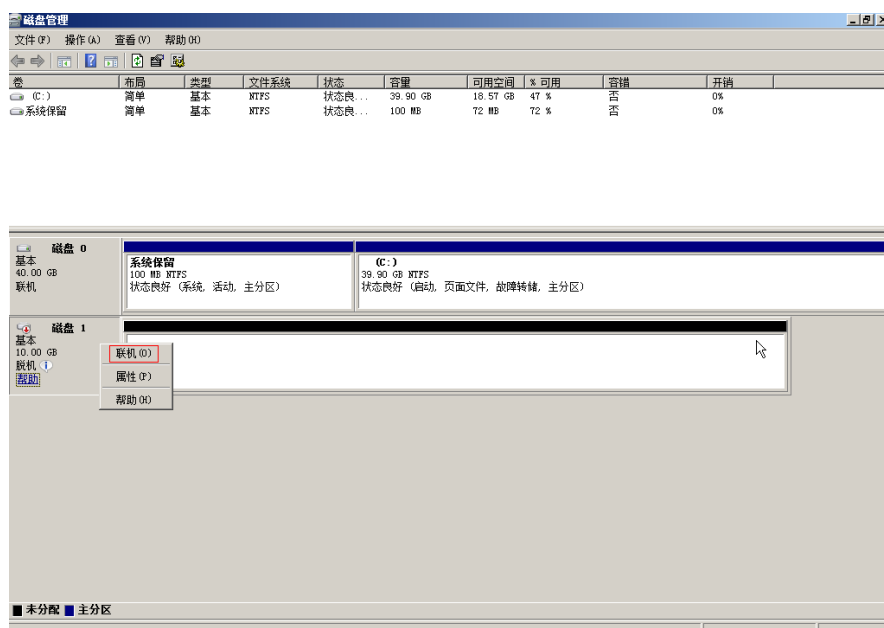 磁盘管理
文件(F) 操作(A) 查看(V) 帮助(H)
卷 布局 类型 文件系统 状态 容量 可用空间 % 可用 容错 开销
(C:) 简单 基本 NTFS 状态良... 39.90 GB 18.57 GB 47 % 否 0%
系统保留 简单 基本 NTFS 状态良... 100 MB 72 MB 72 % 否 0%
磁盘 0
基本
40.00 GB
联机
系统保留
100 MB NTFS
状态良好 (系统, 活动, 主分区)
(C:)
39.90 GB NTFS
状态良好 (启动, 页面文件, 故障转储, 主分区)
磁盘 1
基本
10.00 GB
脱机
帮助
联机(O)
属性(P)
帮助(H)
未分配 主分区